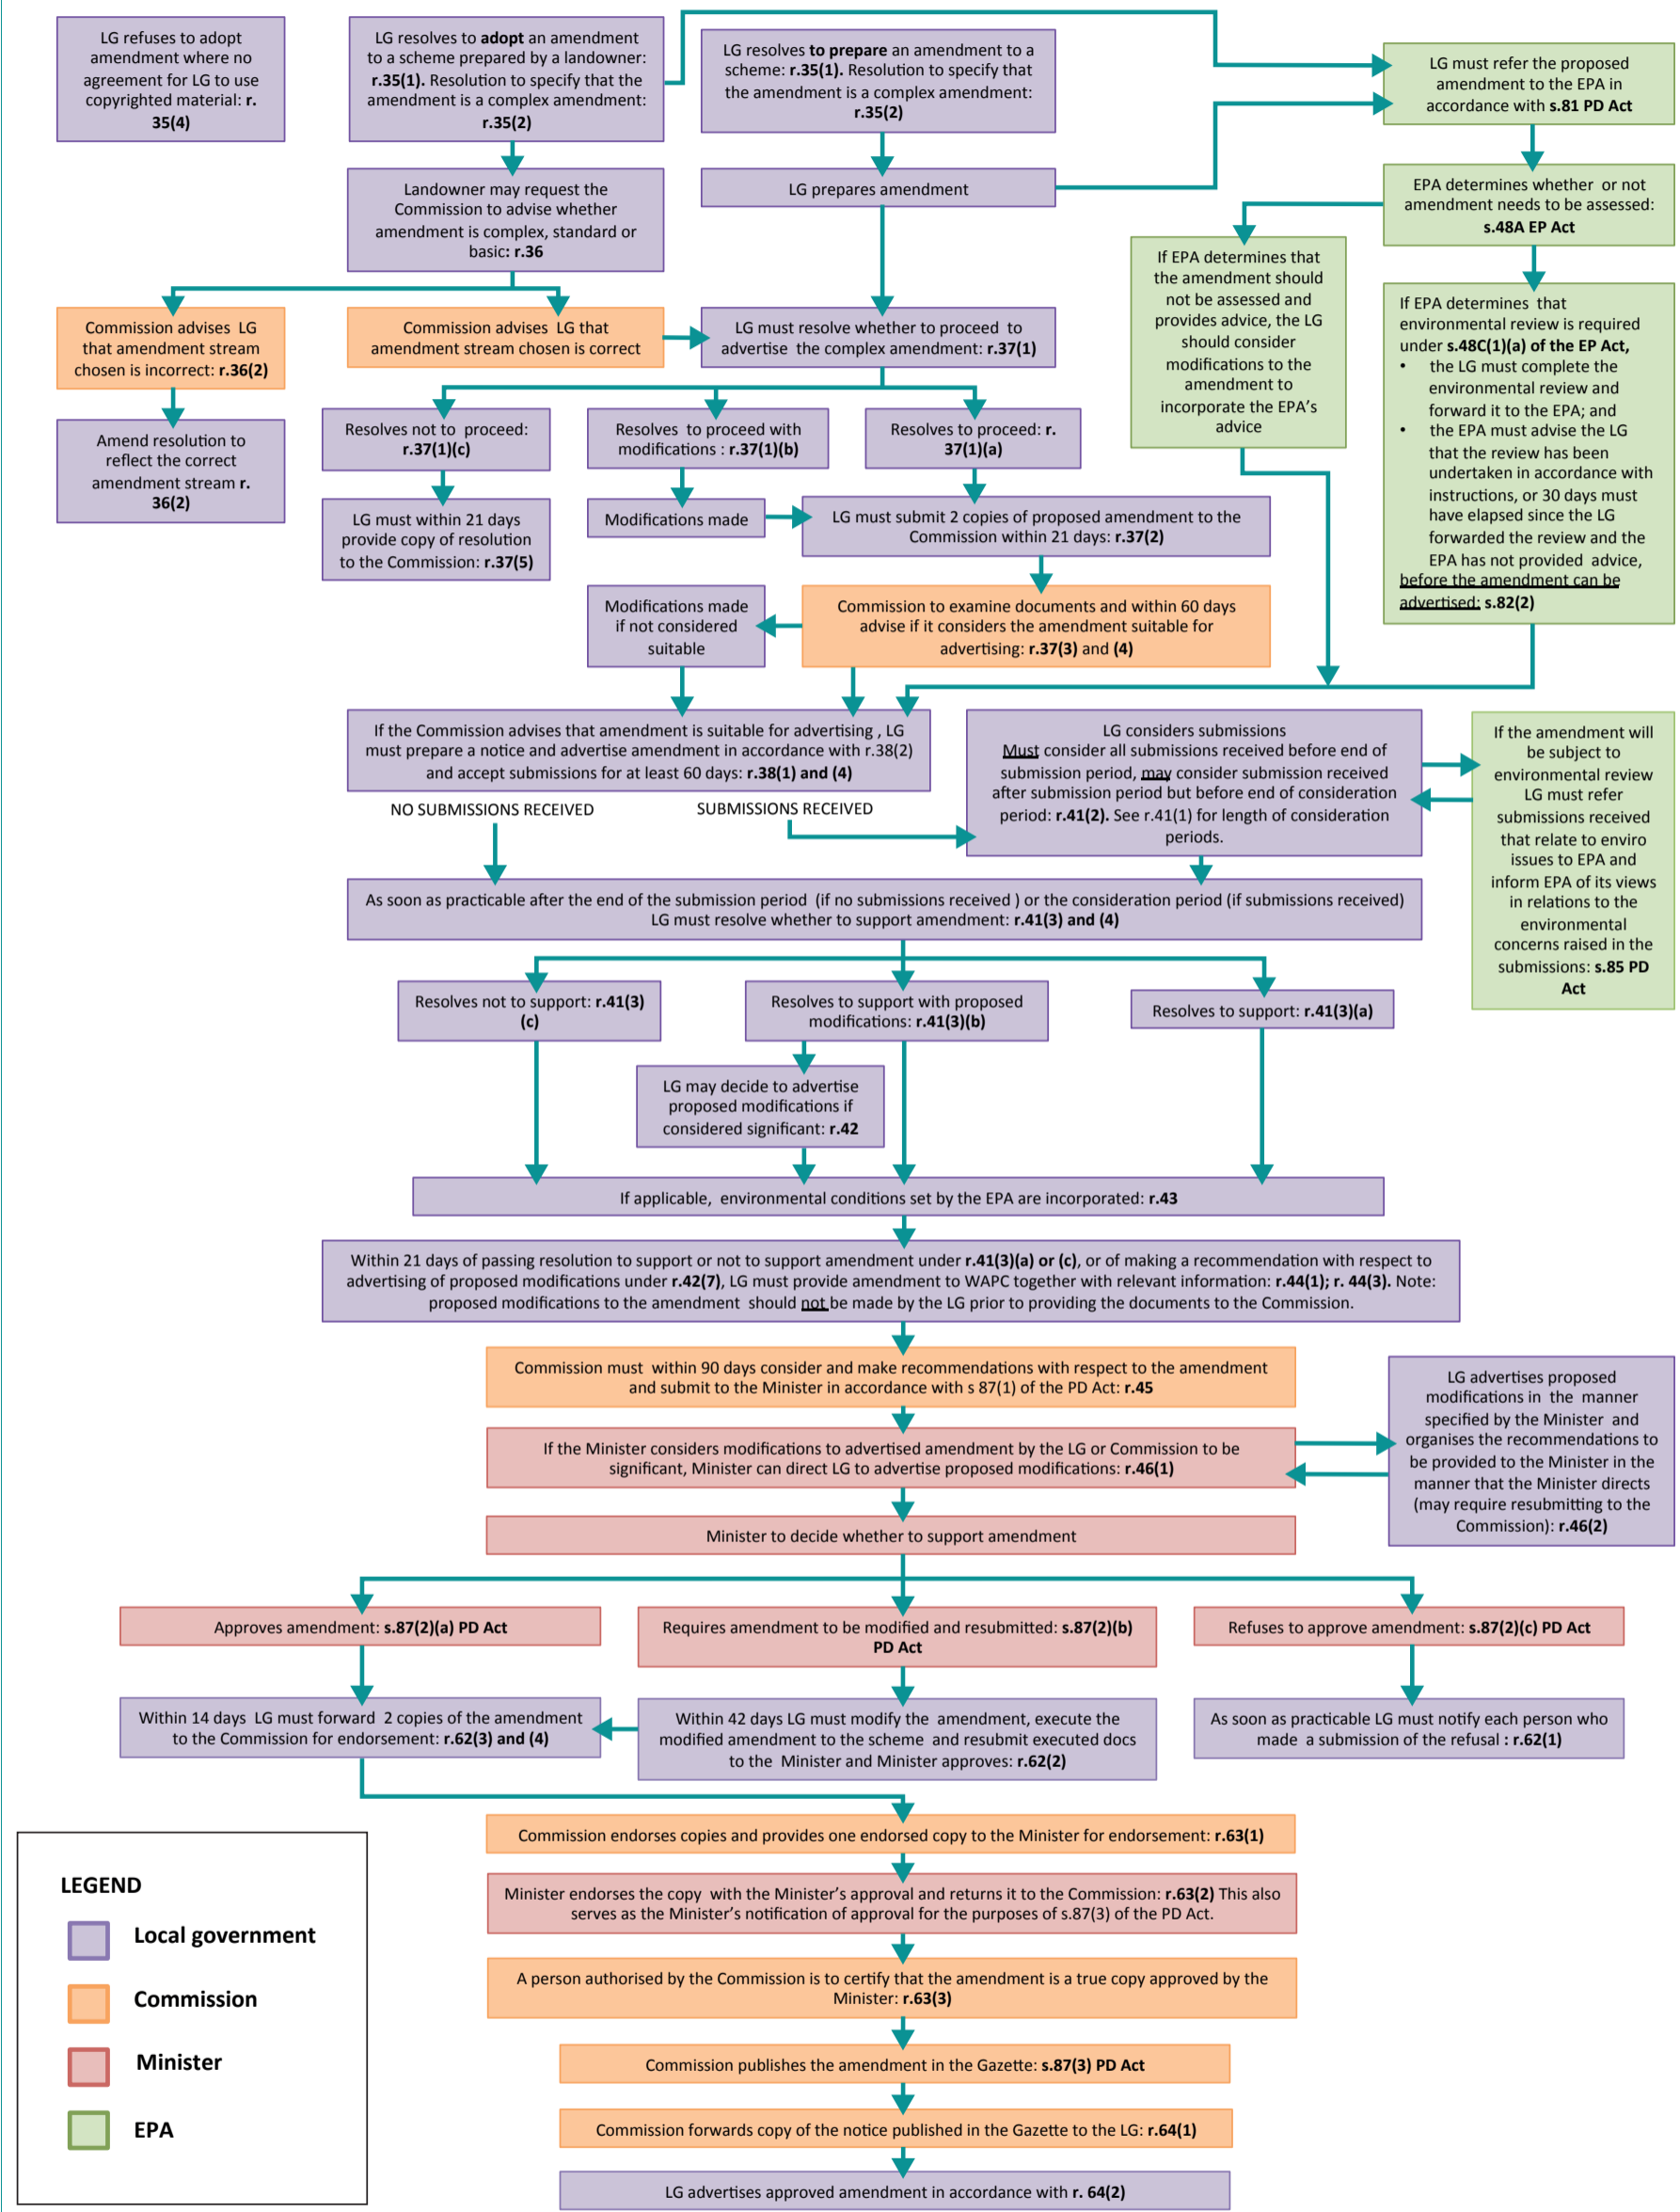 LG refuses to adopt
amendment where no
agreement for LG to use
copyrighted material: r.
35(4)
LG resolves to adopt an amendment
to a scheme prepared by a landowner:
r.35(1). Resolution to specify that the
amendment is a complex amendment:
r.35(2)
LG resolves to prepare an amendment to a
scheme: r.35(1). Resolution to specify that
the amendment is a complex amendment:
r.35(2)
LG must refer the proposed
amendment to the EPA in
accordance with s.81 PD Act
Landowner may request the
Commission to advise whether
amendment is complex, standard or
basic: r.36
LG prepares amendment
EPA determines whether or not
amendment needs to be assessed:
s.48A EP Act
If EPA determines that
the amendment should
not be assessed and
provides advice, the LG
should consider
modifications to the
amendment to
incorporate the EPA's
advice
If EPA determines that
environmental review is required
under s.48C(1)(a) of the EP Act,
• the LG must complete the
environmental review and
forward it to the EPA; and
• the EPA must advise the LG
that the review has been
undertaken in accordance with
instructions, or 30 days must
have elapsed since the LG
forwarded the review and the
EPA has not provided advice,
before the amendment can be
advertised: s.82(2)
Commission advises LG
that amendment stream
chosen is incorrect: r.36(2)
Commission advises LG that
amendment stream chosen is correct
LG must resolve whether to proceed to
advertise the complex amendment: r.37(1)
Amend resolution to
reflect the correct
amendment stream r.
36(2)
Resolves not to proceed:
r.37(1)(c)
Resolves to proceed with
modifications : r.37(1)(b)
Resolves to proceed: r.
37(1)(a)
LG must within 21 days
provide copy of resolution
to the Commission: r.37(5)
Modifications made
LG must submit 2 copies of proposed amendment to the
Commission within 21 days: r.37(2)
Modifications made
if not considered
suitable
Commission to examine documents and within 60 days
advise if it considers the amendment suitable for
advertising: r.37(3) and (4)
If the Commission advises that amendment is suitable for advertising , LG
must prepare a notice and advertise amendment in accordance with r.38(2)
and accept submissions for at least 60 days: r.38(1) and (4)
NO SUBMISSIONS RECEIVED
SUBMISSIONS RECEIVED
LG considers submissions
Must consider all submissions received before end of
submission period, may consider submission received
after submission period but before end of consideration
period: r.41(2). See r.41(1) for length of consideration
periods.
If the amendment will
be subject to
environmental review
LG must refer
submissions received
that relate to enviro
issues to EPA and
inform EPA of its views
in relations to the
environmental
concerns raised in the
submissions: s.85 PD
Act
As soon as practicable after the end of the submission period (if no submissions received ) or the consideration period (if submissions received)
LG must resolve whether to support amendment: r.41(3) and (4)
Resolves not to support: r.41(3)
(c)
Resolves to support with proposed
modifications: r.41(3)(b)
Resolves to support: r.41(3)(a)
LG may decide to advertise
proposed modifications if
considered significant: r.42
If applicable, environmental conditions set by the EPA are incorporated: r.43
Within 21 days of passing resolution to support or not to support amendment under r.41(3)(a) or (c), or of making a recommendation with respect to
advertising of proposed modifications under r.42(7), LG must provide amendment to WAPC together with relevant information: r.44(1); r. 44(3). Note:
proposed modifications to the amendment should not be made by the LG prior to providing the documents to the Commission.
Commission must within 90 days consider and make recommendations with respect to the amendment
and submit to the Minister in accordance with s 87(1) of the PD Act: r.45
If the Minister considers modifications to advertised amendment by the LG or Commission to be
significant, Minister can direct LG to advertise proposed modifications: r.46(1)
LG advertises proposed
modifications in the manner
specified by the Minister and
organises the recommendations to
be provided to the Minister in the
manner that the Minister directs
(may require resubmitting to the
Commission): r.46(2)
Minister to decide whether to support amendment
Approves amendment: s.87(2)(a) PD Act
Requires amendment to be modified and resubmitted: s.87(2)(b)
PD Act
Refuses to approve amendment: s.87(2)(c) PD Act
Within 14 days LG must forward 2 copies of the amendment
to the Commission for endorsement: r.62(3) and (4)
Within 42 days LG must modify the amendment, execute the
modified amendment to the scheme and resubmit executed docs
to the Minister and Minister approves: r.62(2)
As soon as practicable LG must notify each person who
made a submission of the refusal : r.62(1)
Commission endorses copies and provides one endorsed copy to the Minister for endorsement: r.63(1)
Minister endorses the copy with the Minister's approval and returns it to the Commission: r.63(2) This also
serves as the Minister's notification of approval for the purposes of s.87(3) of the PD Act.
A person authorised by the Commission is to certify that the amendment is a true copy approved by the
Minister: r.63(3)
Commission publishes the amendment in the Gazette: s.87(3) PD Act
Commission forwards copy of the notice published in the Gazette to the LG: r.64(1)
LG advertises approved amendment in accordance with r. 64(2)
LEGEND
Local government
Commission
Minister
EPA